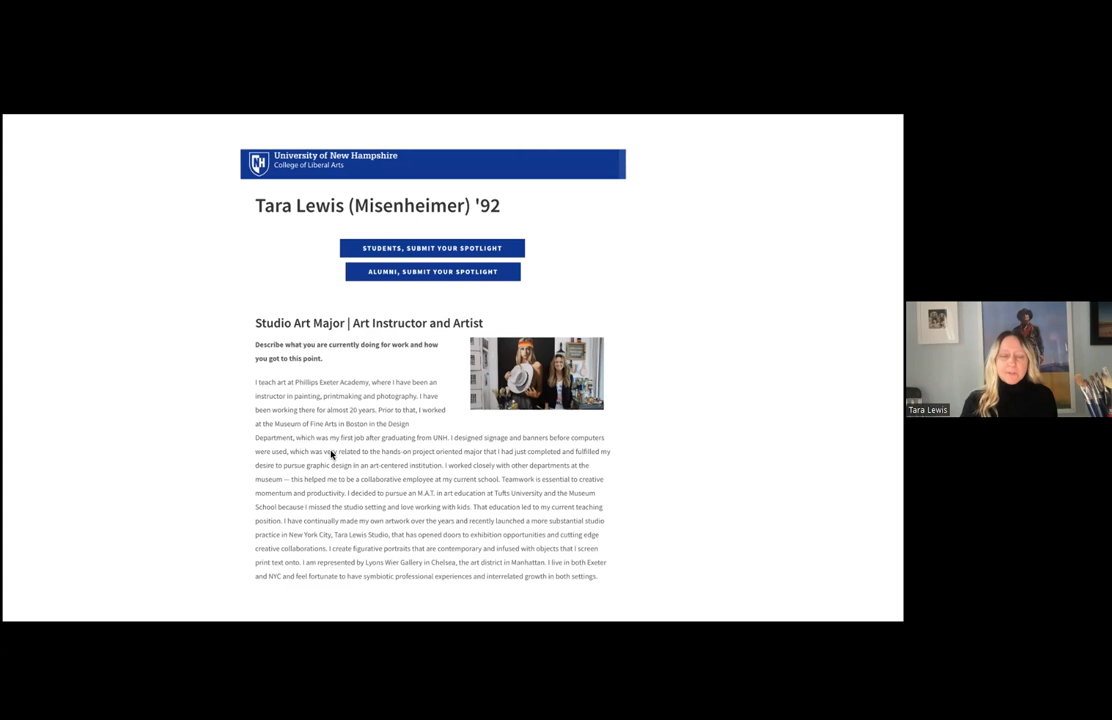 University of New Hampshire
College of Liberal Arts
Tara Lewis (Misenheimer) '92
STUDENTS, SUBMIT YOUR SPOTLIGHT
ALUMNI, SUBMIT YOUR SPOTLIGHT
Studio Art Major | Art Instructor and Artist
Describe what you are currently doing for work and how
you got to this point.
I teach art at Phillips Exeter Academy, where I have been an
instructor in painting, printmaking and photography. I have
been working there for almost 20 years. Prior to that, I worked
at the Museum of Fine Arts in Boston in the Design
Department, which was my first job after graduating from UNH. I designed signage and banners before computers
were used, which was very related to the hands-on project oriented major that I had just completed and fulfilled my
desire to pursue graphic design in an art-centered institution. I worked closely with other departments at the
museum — this helped me to be a collaborative employee at my current school. Teamwork is essential to creative
momentum and productivity. I decided to pursue an M.A.T. in art education at Tufts University and the Museum
School because I missed the studio setting and love working with kids. That education led to my current teaching
position. I have continually made my own artwork over the years and recently launched a more substantial studio
practice in New York City, Tara Lewis Studio, that has opened doors to exhibition opportunities and cutting edge
creative collaborations. I create figurative portraits that are contemporary and infused with objects that I screen
print text onto. I am represented by Lyons Wier Gallery in Chelsea, the art district in Manhattan. I live in both Exeter
and NYC and feel fortunate to have symbiotic professional experiences and interrelated growth in both settings.
Tara Lewis